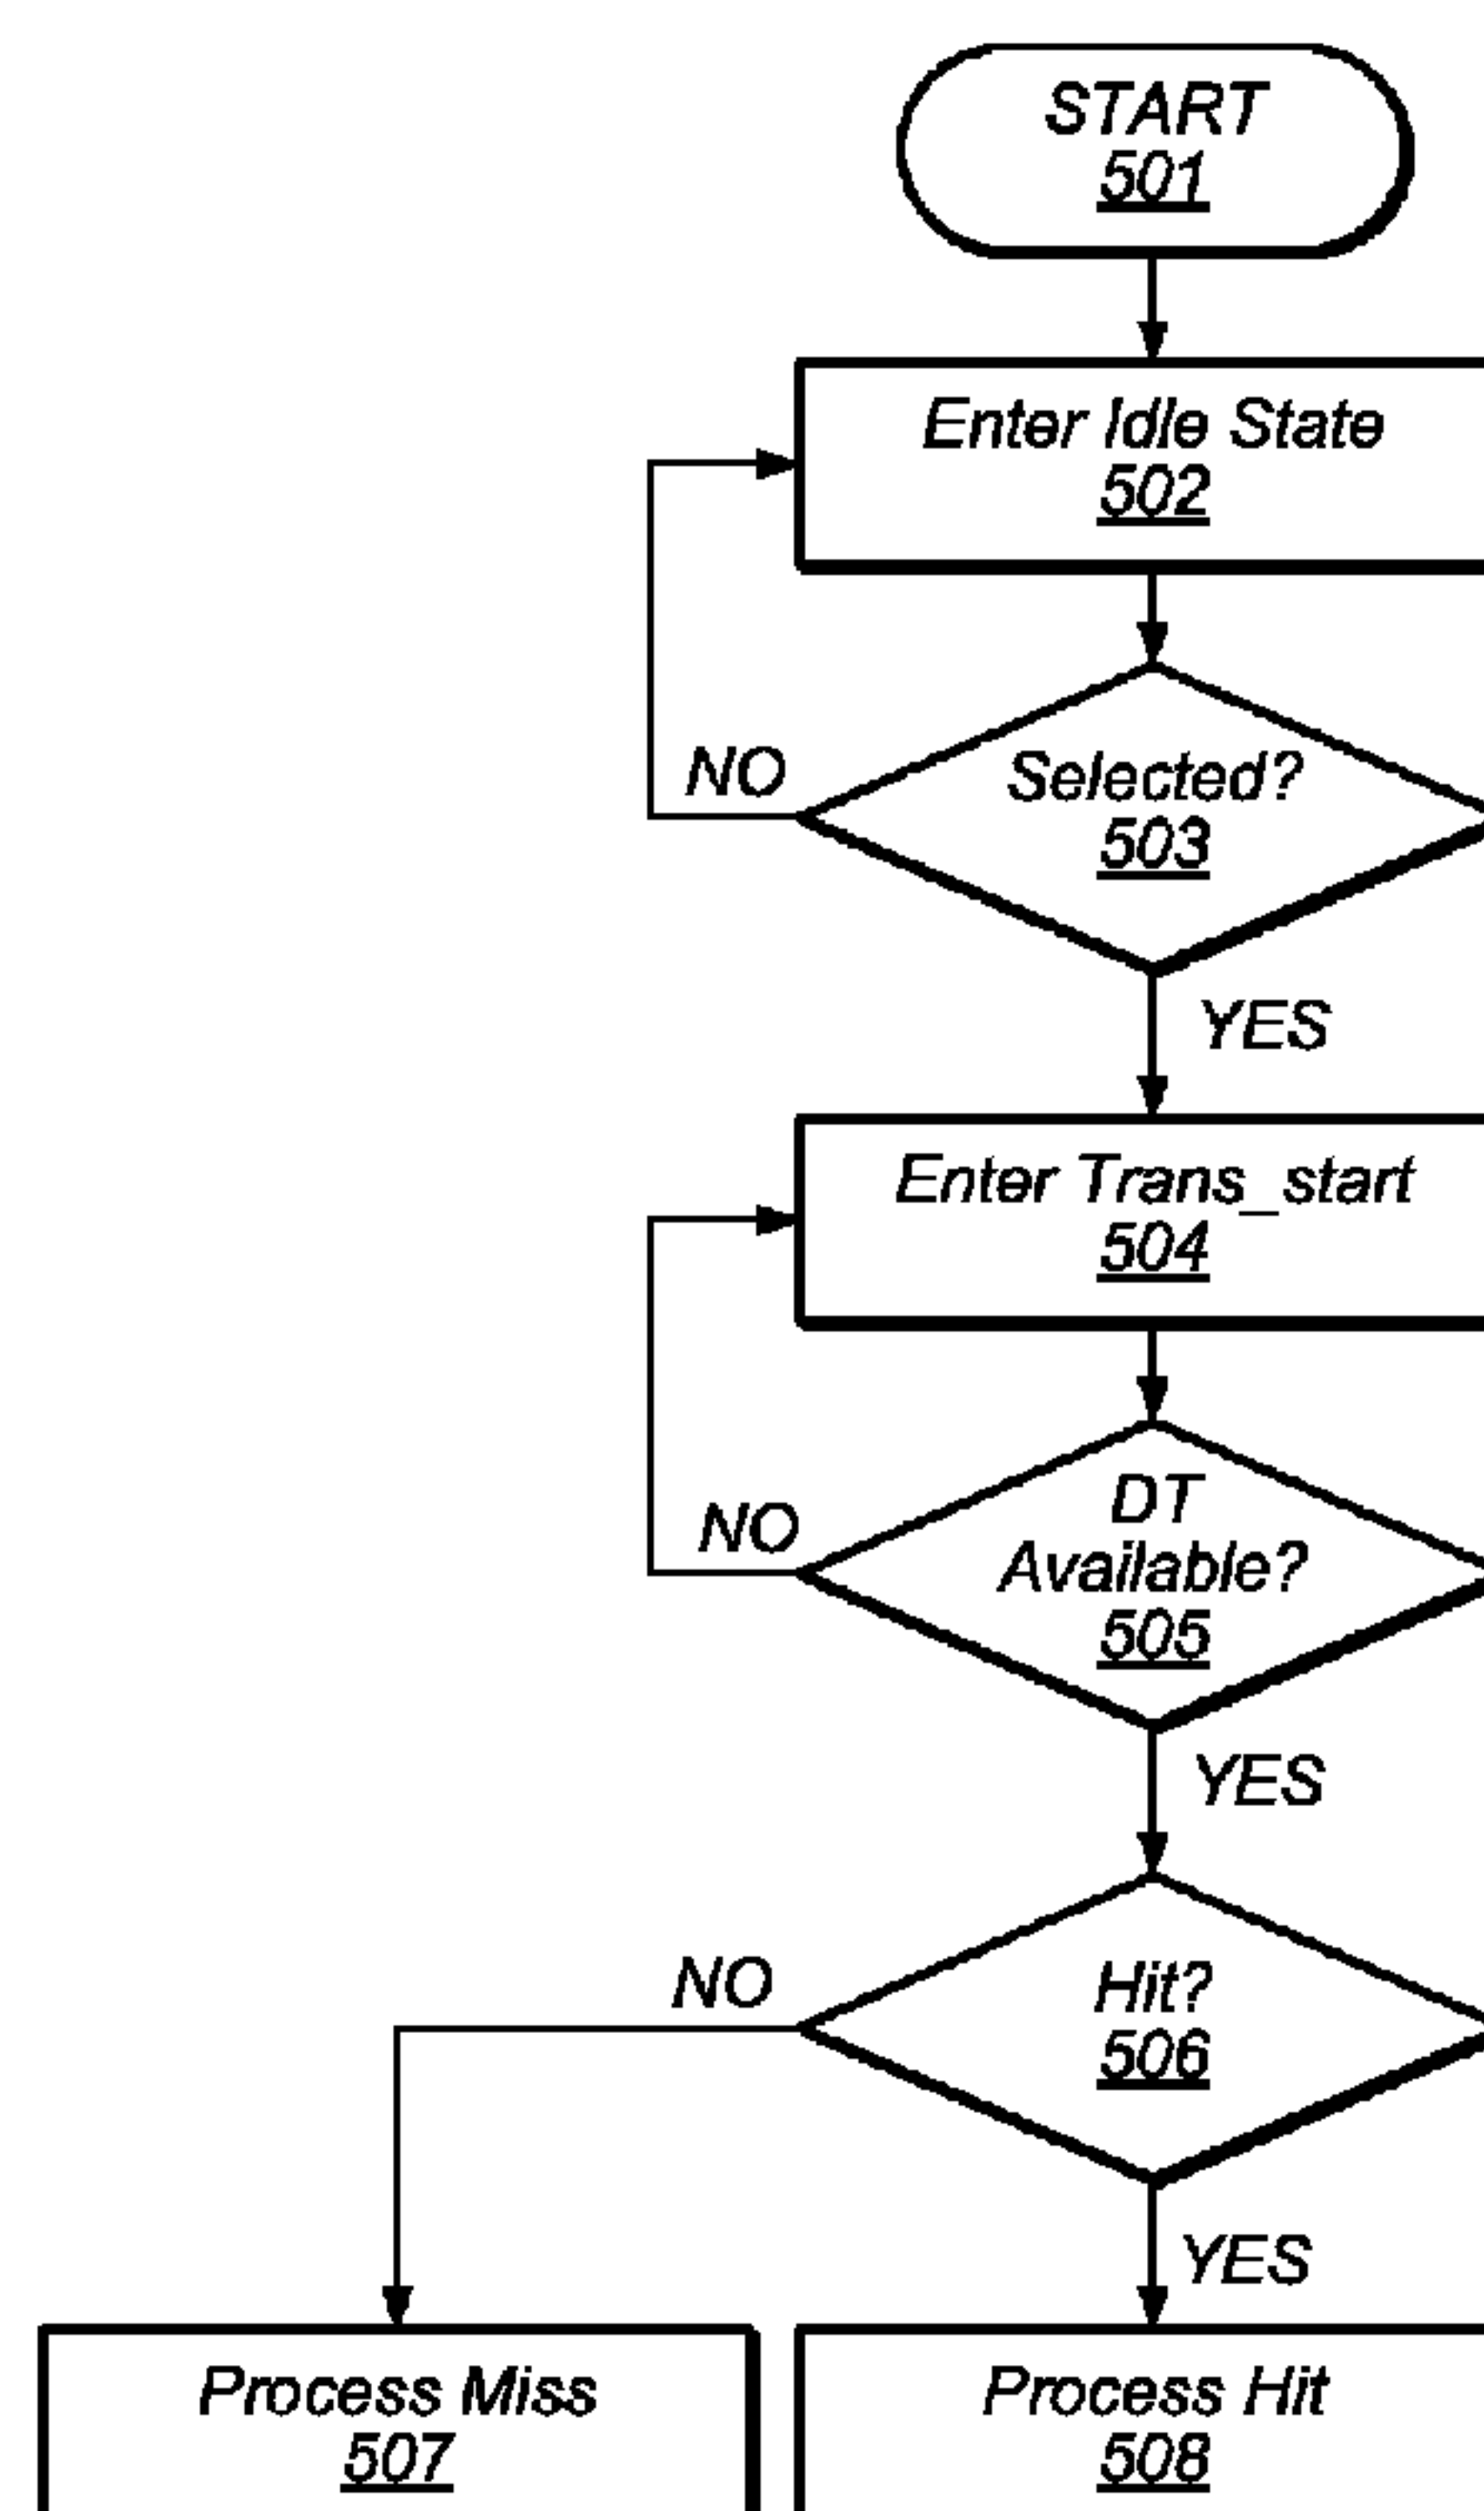 START
501
Enter Idle State
502
NO
Selected?
503
YES
Enter Trans_start
504
NO
DT
Available?
505
YES
NO
Hit?
506
YES
Process Miss
507
Process Hit
508